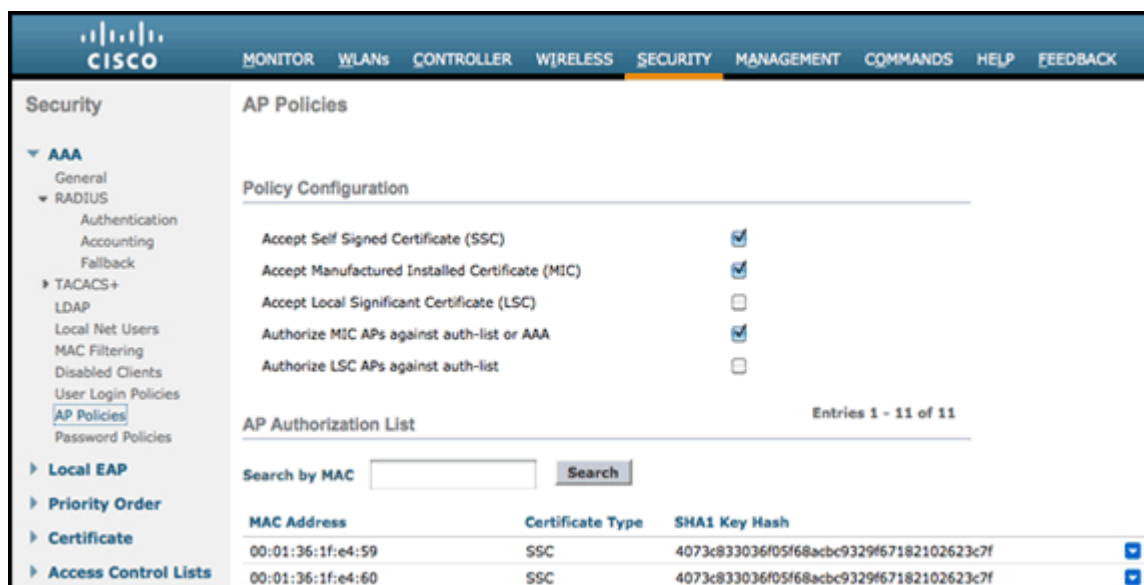 CISCO
MONITOR WLANs CONTROLLER WIRELESS SECURITY MANAGEMENT COMMANDS HELP FEEDBACK
Security
AAA
General
RADIUS
Authentication
Accounting
Fallback
TACACS+
LDAP
Local Net Users
MAC Filtering
Disabled Clients
User Login Policies
AP Policies
Password Policies
Local EAP
Priority Order
Certificate
Access Control Lists
AP Policies
Policy Configuration
Accept Self Signed Certificate (SSC)
Accept Manufactured Installed Certificate (MIC)
Accept Local Significant Certificate (LSC)
Authorize MIC APs against auth-list or AAA
Authorize LSC APs against auth-list
AP Authorization List Entries 1 - 11 of 11
Search by MAC Search
MAC Address Certificate Type SHA1 Key Hash
00:01:36:1f:e4:59 SSC 4073c833036f05f68acbc9329f67182102623c7f
00:01:36:1f:e4:60 SSC 4073c833036f05f68acbc9329f67182102623c7f